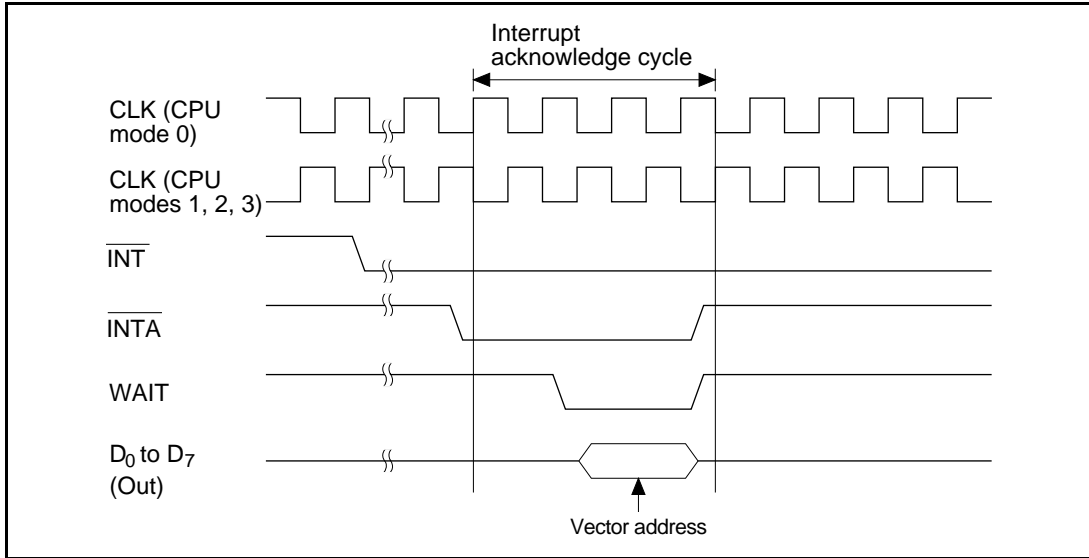 Interrupt
acknowledge cycle
CLK (CPU
mode 0)
CLK (CPU
modes 1, 2, 3)
INT
INTA
WAIT
D0 to D7
(Out)
Vector address